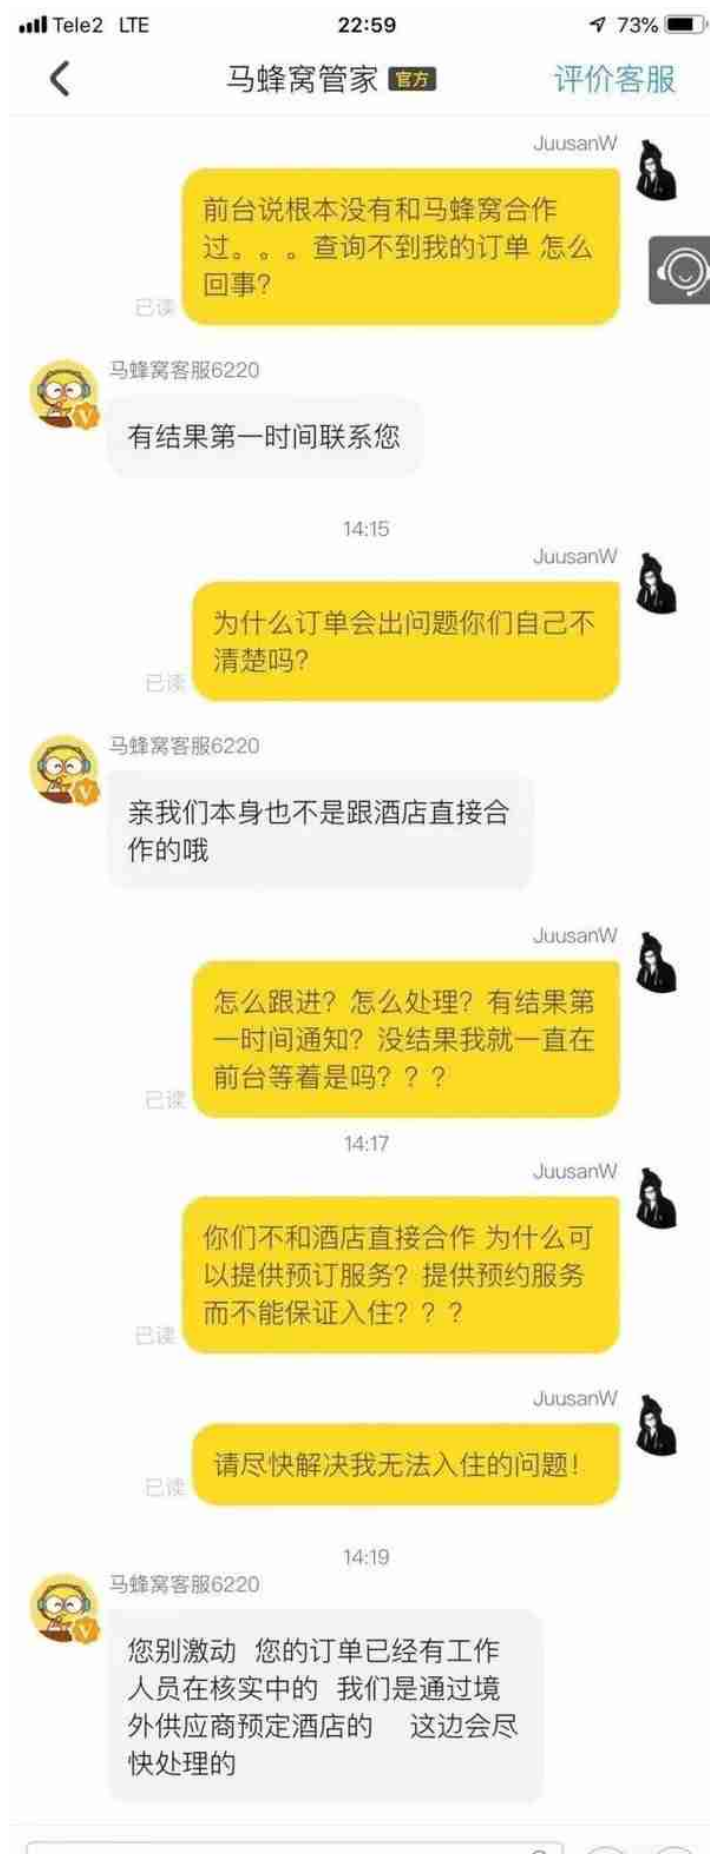 Tele2 LTE 22:59 73%
马蜂窝管家 官方 评价客服
JuusanW
前台说根本没有和马蜂窝合作
过。。。查询不到我的订单 怎么
回事?
已读
马蜂窝客服6220
有结果第一时间联系您
14:15
JuusanW
为什么订单会出问题你们自己不
清楚吗?
已读
马蜂窝客服6220
亲我们本身也不是跟酒店直接合
作的哦
JuusanW
怎么跟进? 怎么处理? 有结果第
一时间通知? 没结果我就一直在
前台等着是吗? ? ?
已读
14:17
JuusanW
你们不和酒店直接合作 为什么可
以提供预订服务? 提供预约服务
而不能保证入住? ? ?
已读
JuusanW
请尽快解决我无法入住的问题!
已读
14:19
马蜂窝客服6220
您别激动 您的订单已经有工作
人员在核实中的 我们是通过境
外供应商预定酒店的 这边会尽
快处理的